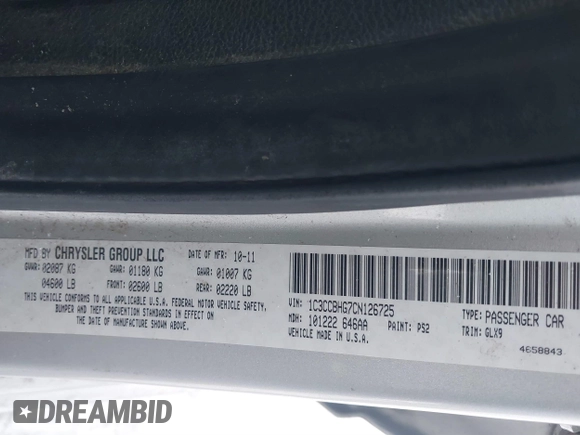 MFD BY CHRYSLER GROUP LLC
DATE OF MFR 10-11
GVWR: 02087 KG
04600 LB
GAWR 01180 KG
FRONT: 02600 LB
GAWR 01007 KG
REAR: 02220 LB
THIS VEHICLE CONFORMS TO ALL APPLICABLE U.S.A. FEDERAL MOTOR VEHICLE SAFETY,
BUMPER AND THEFT PREVENTION STANDARDS IN EFFECT ON
THE DATE OF MANUFACTURE SHOWN ABOVE.
VIN: 1C3CCBHG7CN126725
TYPE: PASSENGER CAR
MDH: 101222 646AA
PAINT: PS2
TRIM: GLX9
VEHICLE MADE IN U.S.A.
4658843
DREAMBID